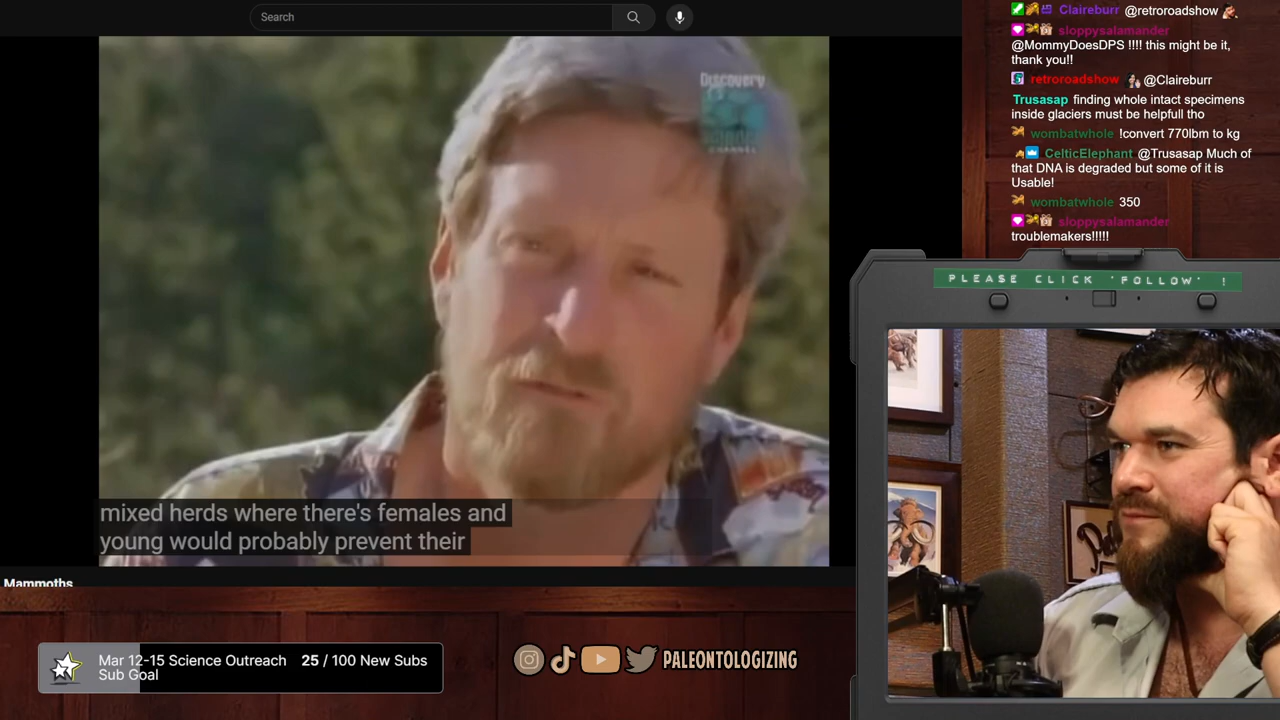 Search
Discovery
CHANNEL
mixed herds where there's females and
young would probably prevent their
Mammoths
Claireburr @retroroadshow
sloppysalamander
@MommyDoesDPS !!!! this might be it,
thank you!!
retroroadshow @Claireburr
Trusasap finding whole intact specimens
inside glaciers must be helpfull tho
wombatwhole !convert 770lbm to kg
CelticElephant @Trusasap Much of
that DNA is degraded but some of it is
Usable!
wombatwhole 350
sloppysalamander
troublemakers!!!!!
PLEASE CLICK 'FOLLOW' !
Mar 12-15 Science Outreach 25 / 100 New Subs
Sub Goal
PALEONTOLOGIZING